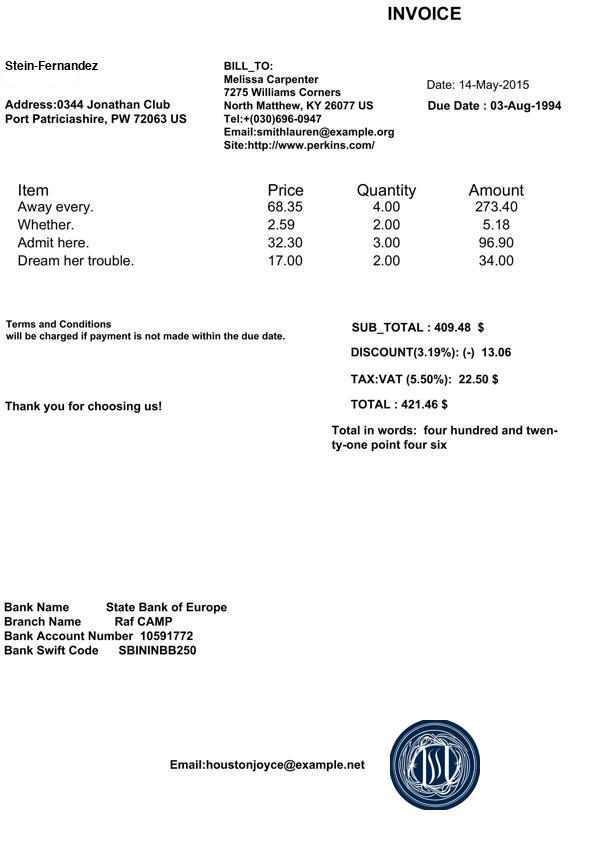 INVOICE
Stein-Fernandez
Address:0344 Jonathan Club
Port Patriciashire, PW 72063 US
BILL_TO:
Melissa Carpenter
7275 Williams Corners
North Matthew, KY 26077 US
Tel:+(030)696-0947
Email:smithlauren@example.org
Site:http://www.perkins.com/
Date: 14-May-2015
Due Date : 03-Aug-1994
Item Price Quantity Amount
Away every. 68.35 4.00 273.40
Whether. 2.59 2.00 5.18
Admit here. 32.30 3.00 96.90
Dream her trouble. 17.00 2.00 34.00
Terms and Conditions
will be charged if payment is not made within the due date.
SUB_TOTAL : 409.48 $
DISCOUNT(3.19%): (-) 13.06
TAX:VAT (5.50%): 22.50 $
TOTAL : 421.46 $
Thank you for choosing us!
Total in words: four hundred and twen-
ty-one point four six
Bank Name State Bank of Europe
Branch Name Raf CAMP
Bank Account Number 10591772
Bank Swift Code SBININBB250
Email:houstonjoyce@example.net